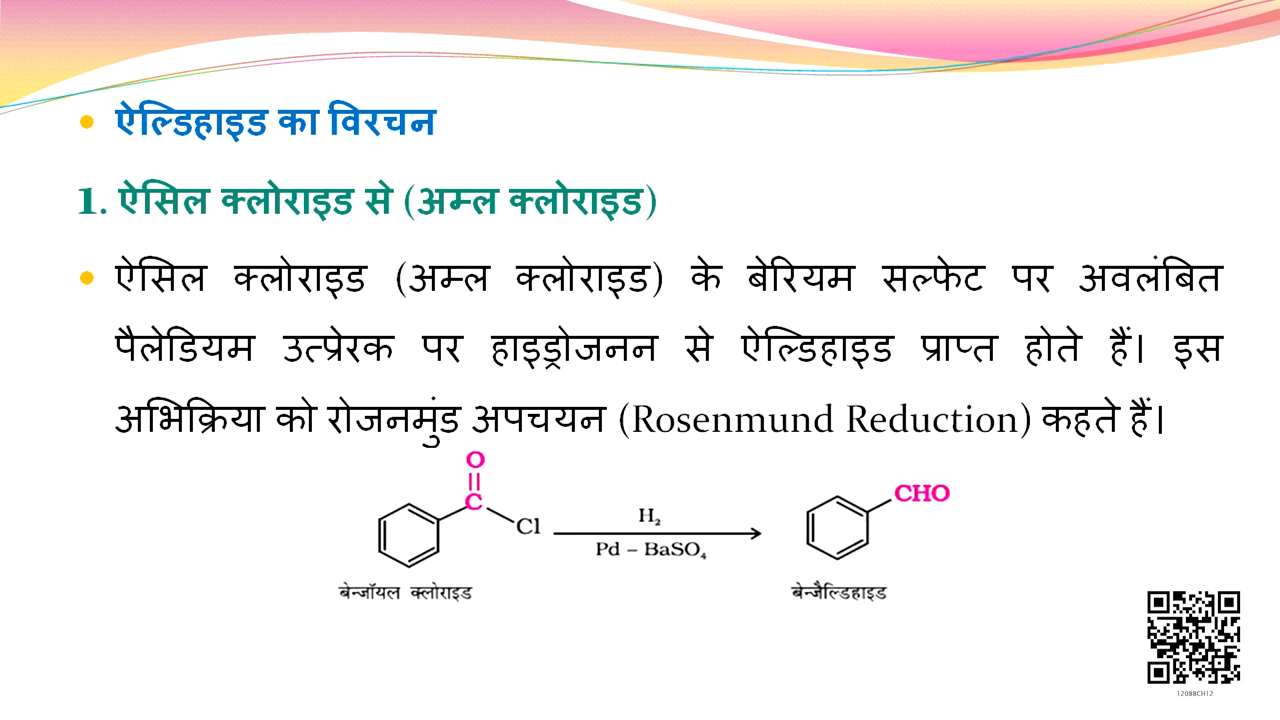 ऐल्डिहाइड का विरचन
1. ऐसिल क्लोराइड से (अम्ल क्लोराइड)
ऐसिल क्लोराइड (अम्ल क्लोराइड) के बेरियम सल्फेट पर अवलंबित
पैलेडियम उत्प्रेरक पर हाइड्रोजनन से ऐल्डिहाइड प्राप्त होते हैं। इस
अभिक्रिया को रोजनमुंड अपचयन (Rosenmund Reduction) कहते हैं।
O
C
Cl
H₂
Pd – BaSO₄
CHO
बेन्जॉयल क्लोराइड
बेन्जैल्डिहाइड
12088CH12